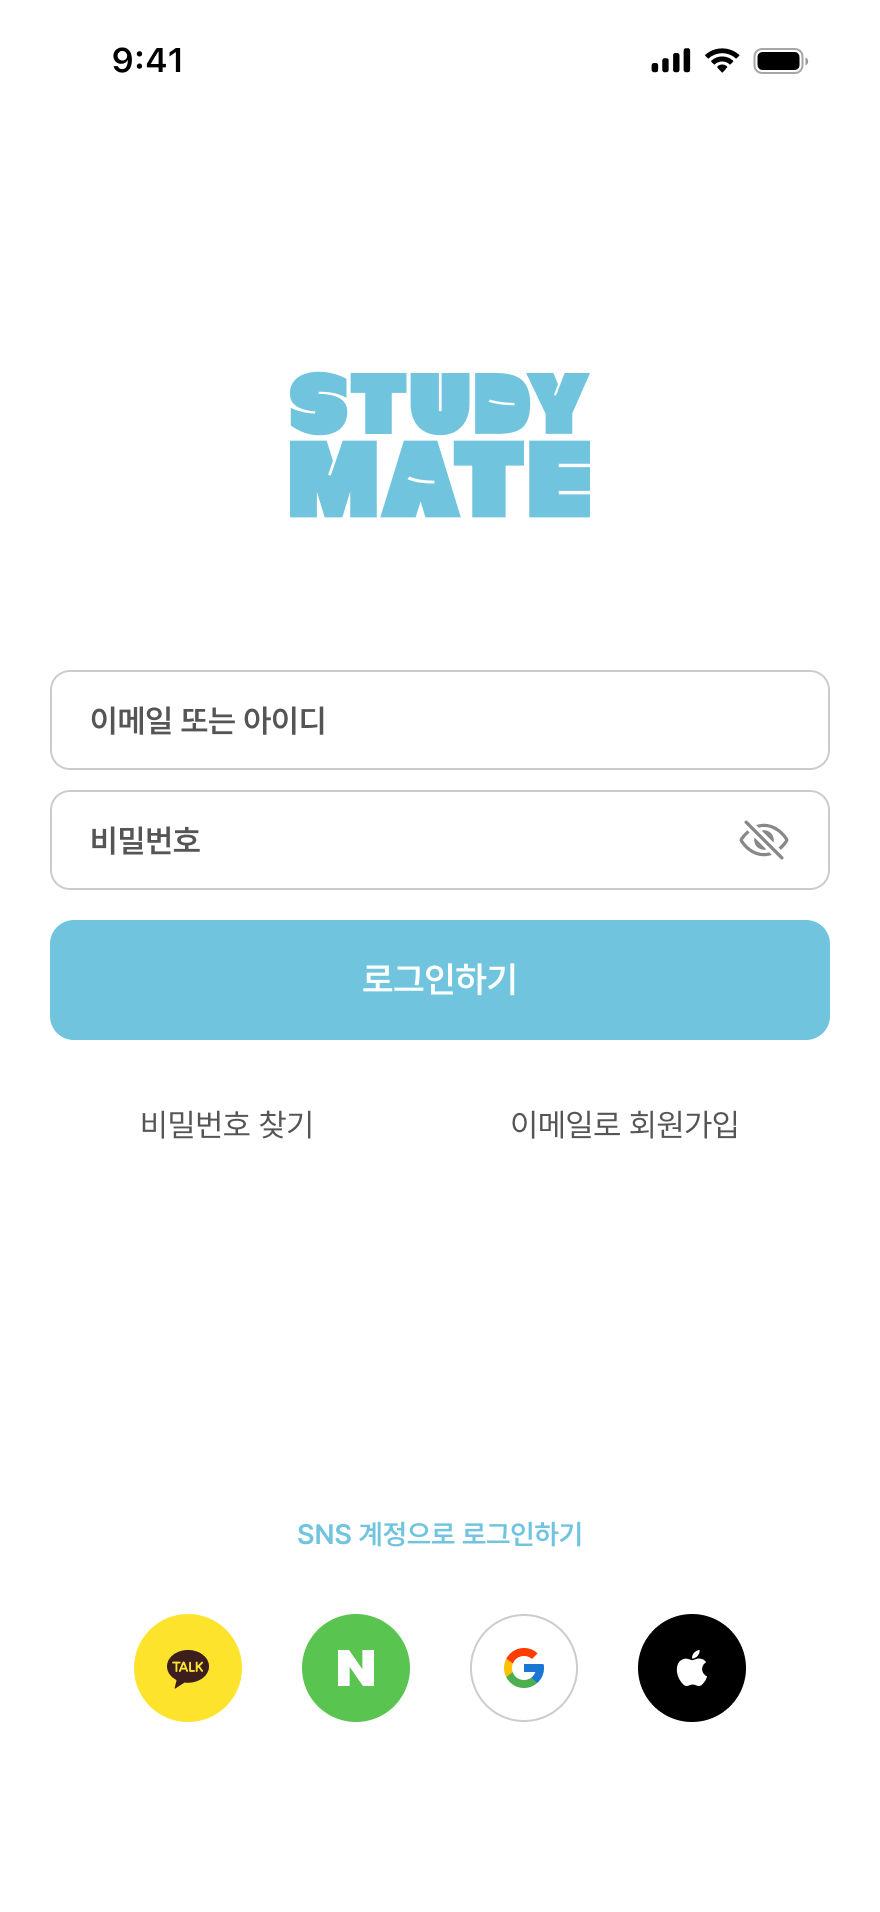 9:41
STUDY
MATE
이메일 또는 아이디
비밀번호
로그인하기
비밀번호 찾기
이메일로 회원가입
SNS 계정으로 로그인하기
TALK
N
G